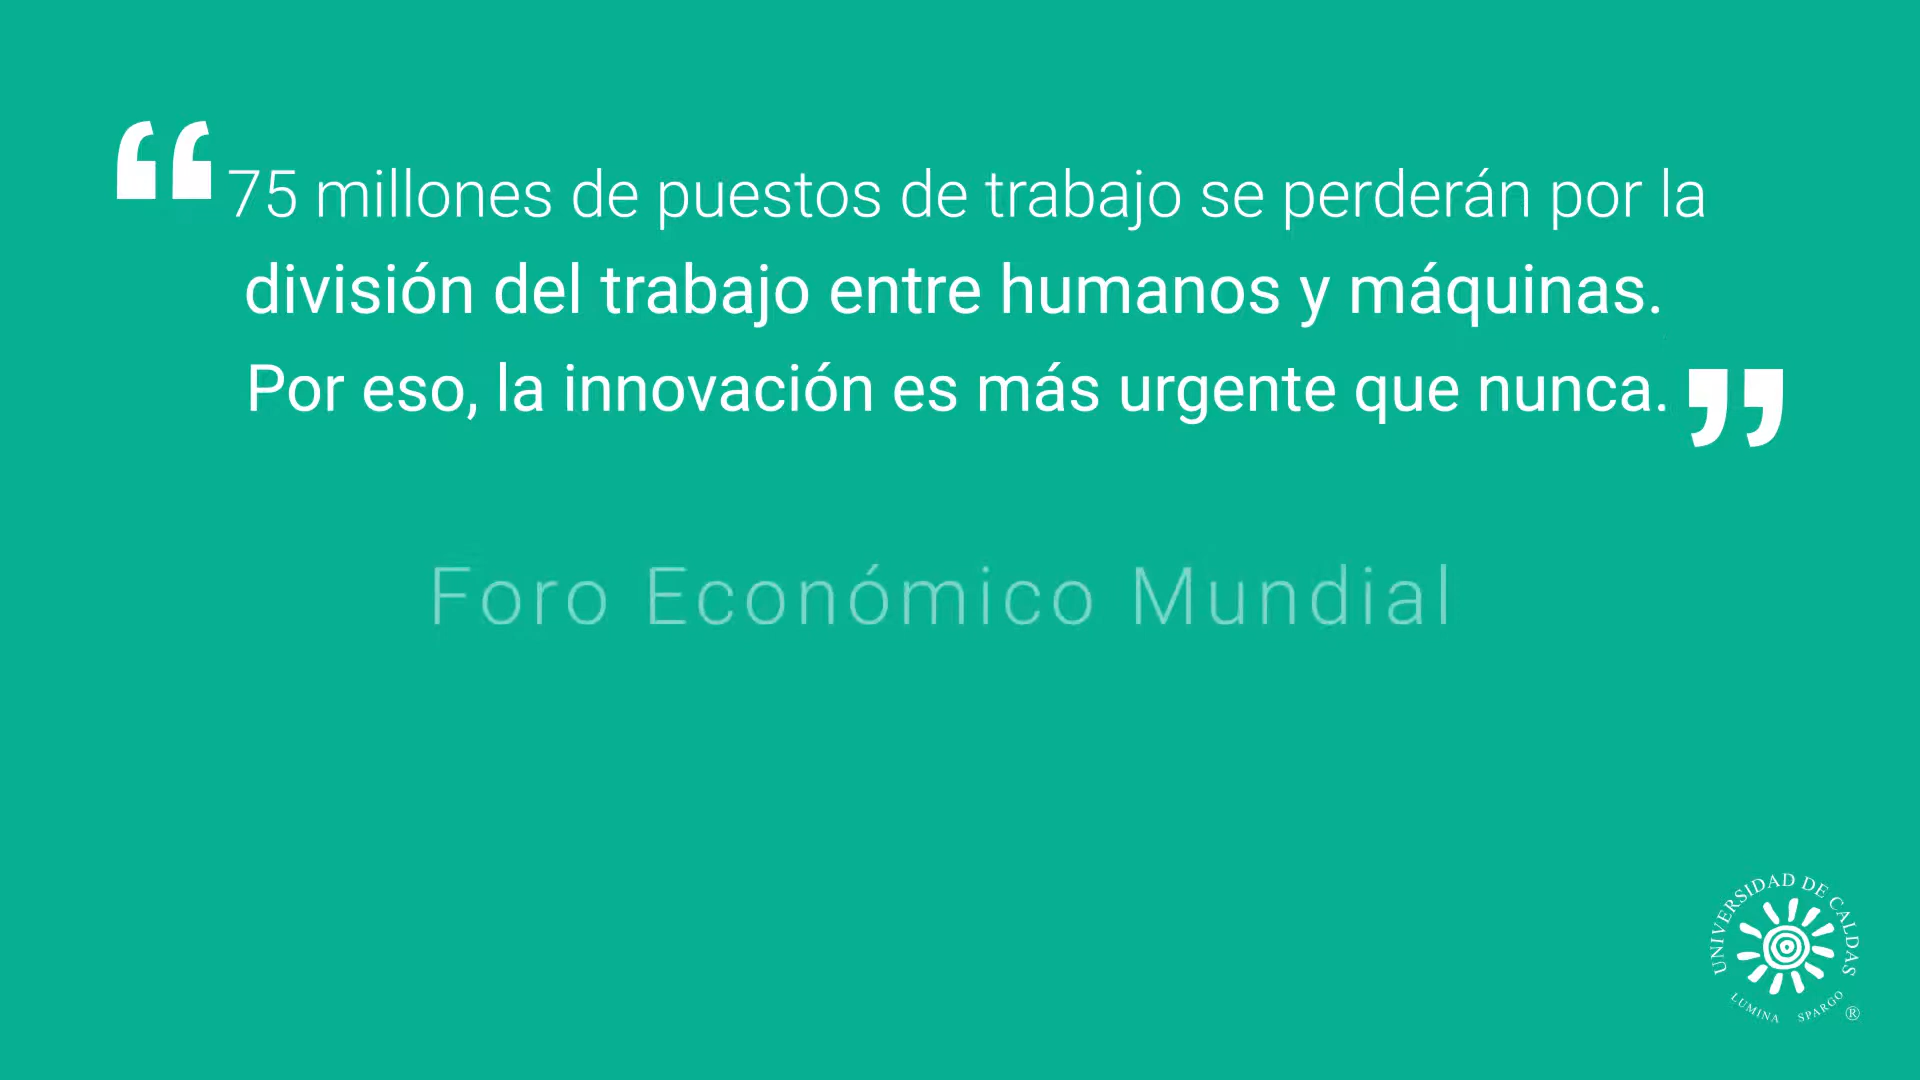 “75 millones de puestos de trabajo se perderán por la
división del trabajo entre humanos y máquinas.
Por eso, la innovación es más urgente que nunca.”
Foro Económico Mundial
UNIVERSIDAD DE CALDAS
LUMINA SPARGO ®